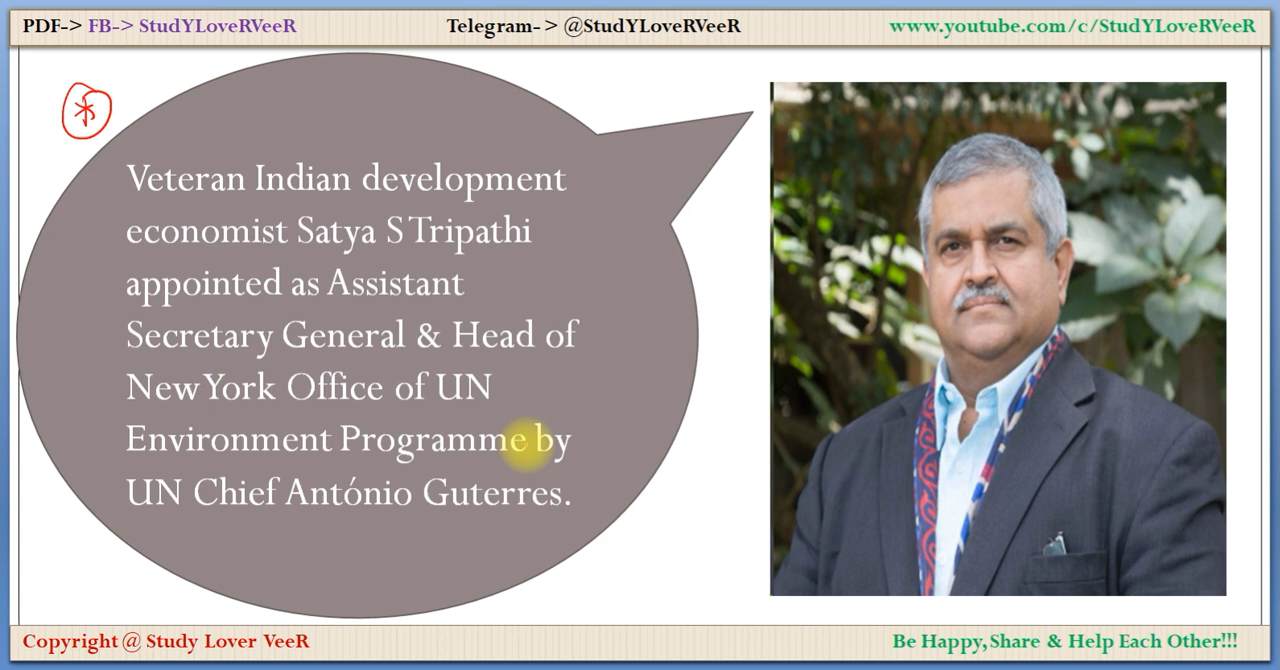 PDF-> FB-> StudYLoveRVeeR
Telegram-> @StudYLoveRVeeR
www.youtube.com/c/StudYLoveRVeeR
Veteran Indian development
economist Satya S Tripathi
appointed as Assistant
Secretary General & Head of
New York Office of UN
Environment Programme by
UN Chief António Guterres.
Copyright @ Study Lover VeeR
Be Happy, Share & Help Each Other!!!